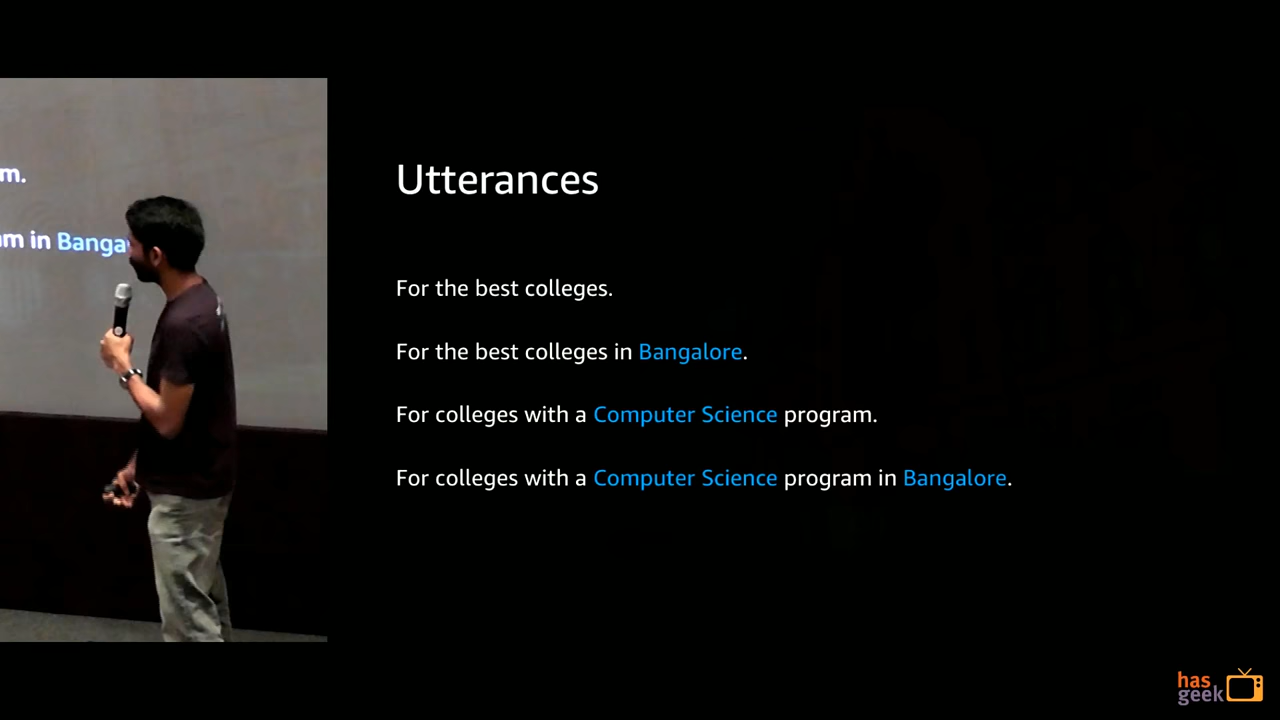 m.
am in Banga
Utterances
For the best colleges.
For the best colleges in Bangalore.
For colleges with a Computer Science program.
For colleges with a Computer Science program in Bangalore.
has
geek